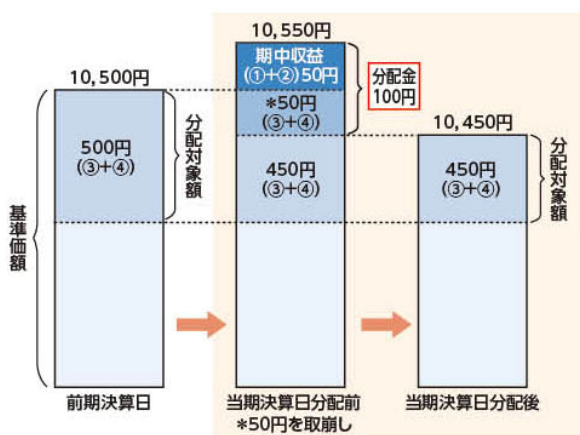 10,550円
期中収益
(①+②)50円
分配金
100円
10,500円
*50円
(③+④)
10,450円
500円
(③+④)
分配対象額
450円
(③+④)
450円
(③+④)
分配対象額
基準価額
前期決算日
当期決算日分配前
当期決算日分配後
*50円を取崩し